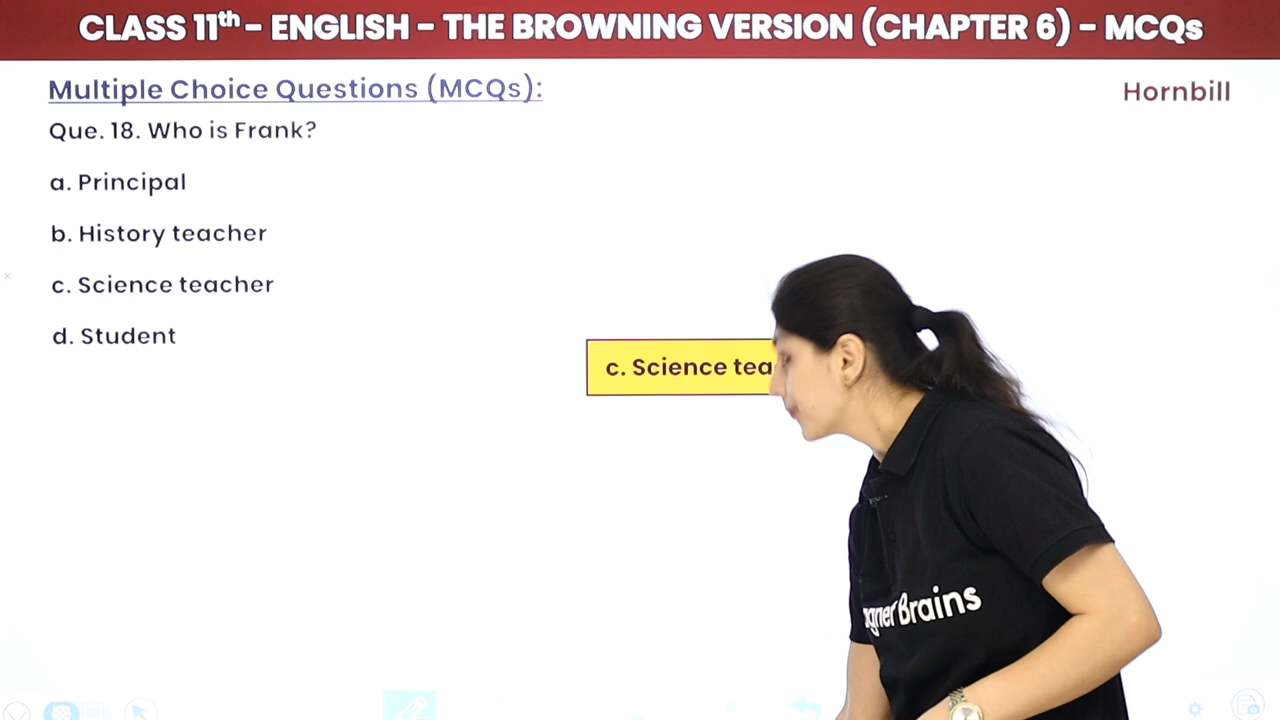 CLASS 11th - ENGLISH - THE BROWNING VERSION (CHAPTER 6) - MCQs
Multiple Choice Questions (MCQs):
Hornbill
Que. 18. Who is Frank?
a. Principal
b. History teacher
c. Science teacher
d. Student
c. Science
Brains